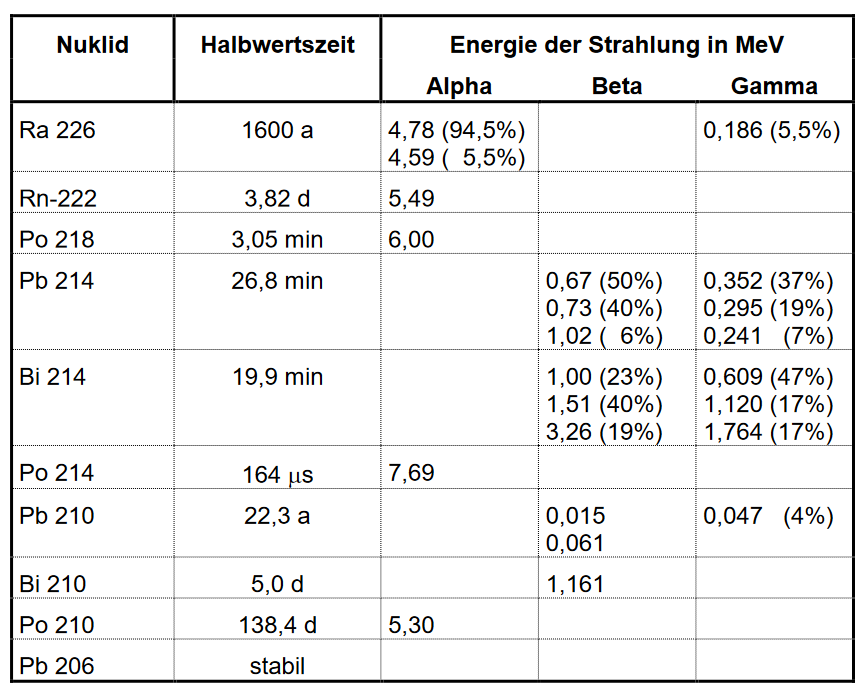 Nuklid Halbwertszeit Energie der Strahlung in MeV
Alpha Beta Gamma
Ra 226 1600 a 4,78 (94,5%) 0,186 (5,5%)
4,59 ( 5,5%)
Rn-222 3,82 d 5,49
Po 218 3,05 min 6,00
Pb 214 26,8 min 0,67 (50%) 0,352 (37%)
0,73 (40%) 0,295 (19%)
1,02 ( 6%) 0,241 (7%)
Bi 214 19,9 min 1,00 (23%) 0,609 (47%)
1,51 (40%) 1,120 (17%)
3,26 (19%) 1,764 (17%)
Po 214 164 μs 7,69
Pb 210 22,3 a 0,015 0,047 (4%)
0,061
Bi 210 5,0 d 1,161
Po 210 138,4 d 5,30
Pb 206 stabil